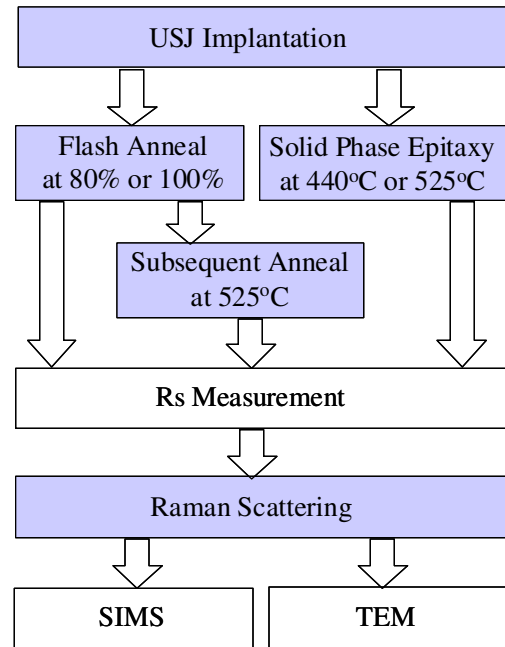 USJ Implantation
Flash Anneal
at 80% or 100%
Solid Phase Epitaxy
at 440°C or 525°C
Subsequent Anneal
at 525°C
Rs Measurement
Raman Scattering
SIMS
TEM